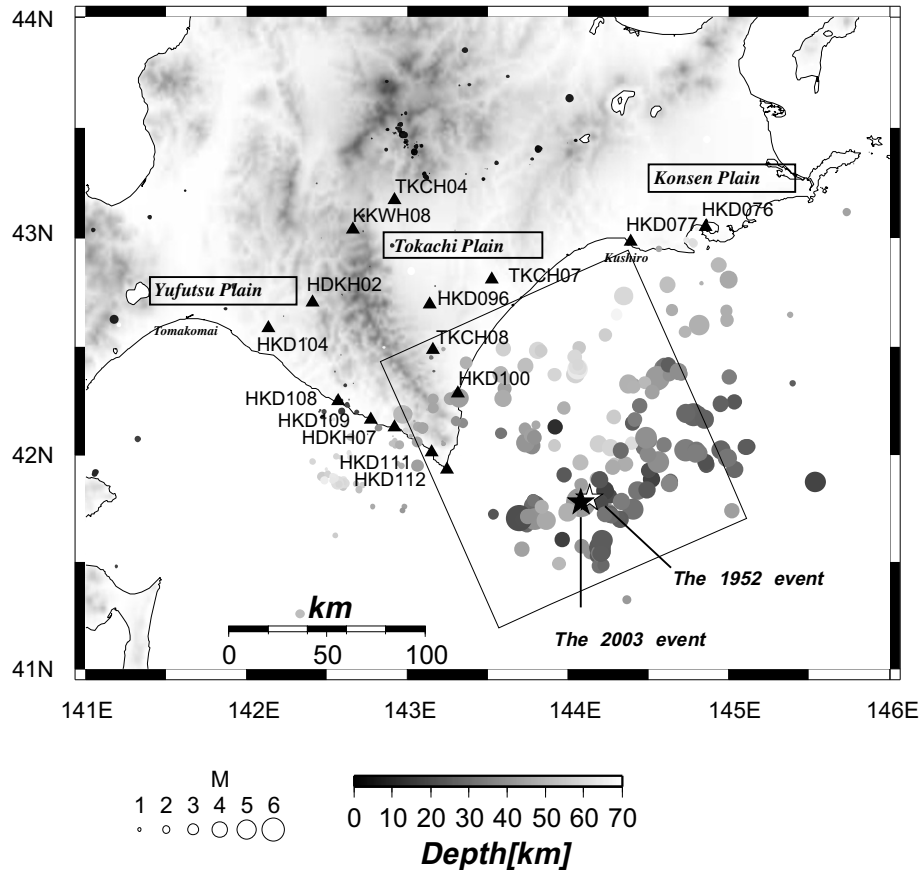 44N
Konsen Plain
TKCH04
HKD076
KKWH08
HKD077
43N
Tokachi Plain
Kushiro
TKCH07
HDKH02
Yufutsu Plain
HKD096
Tomakomai
HKD104
TKCH08
HKD100
HKD108
HKD109
HDKH07
42N
HKD111
HKD112
The 1952 event
km
The 2003 event
0 50 100
41N
141E 142E 143E 144E 145E 146E
M
1 2 3 4 5 6
0 10 20 30 40 50 60 70
Depth[km]